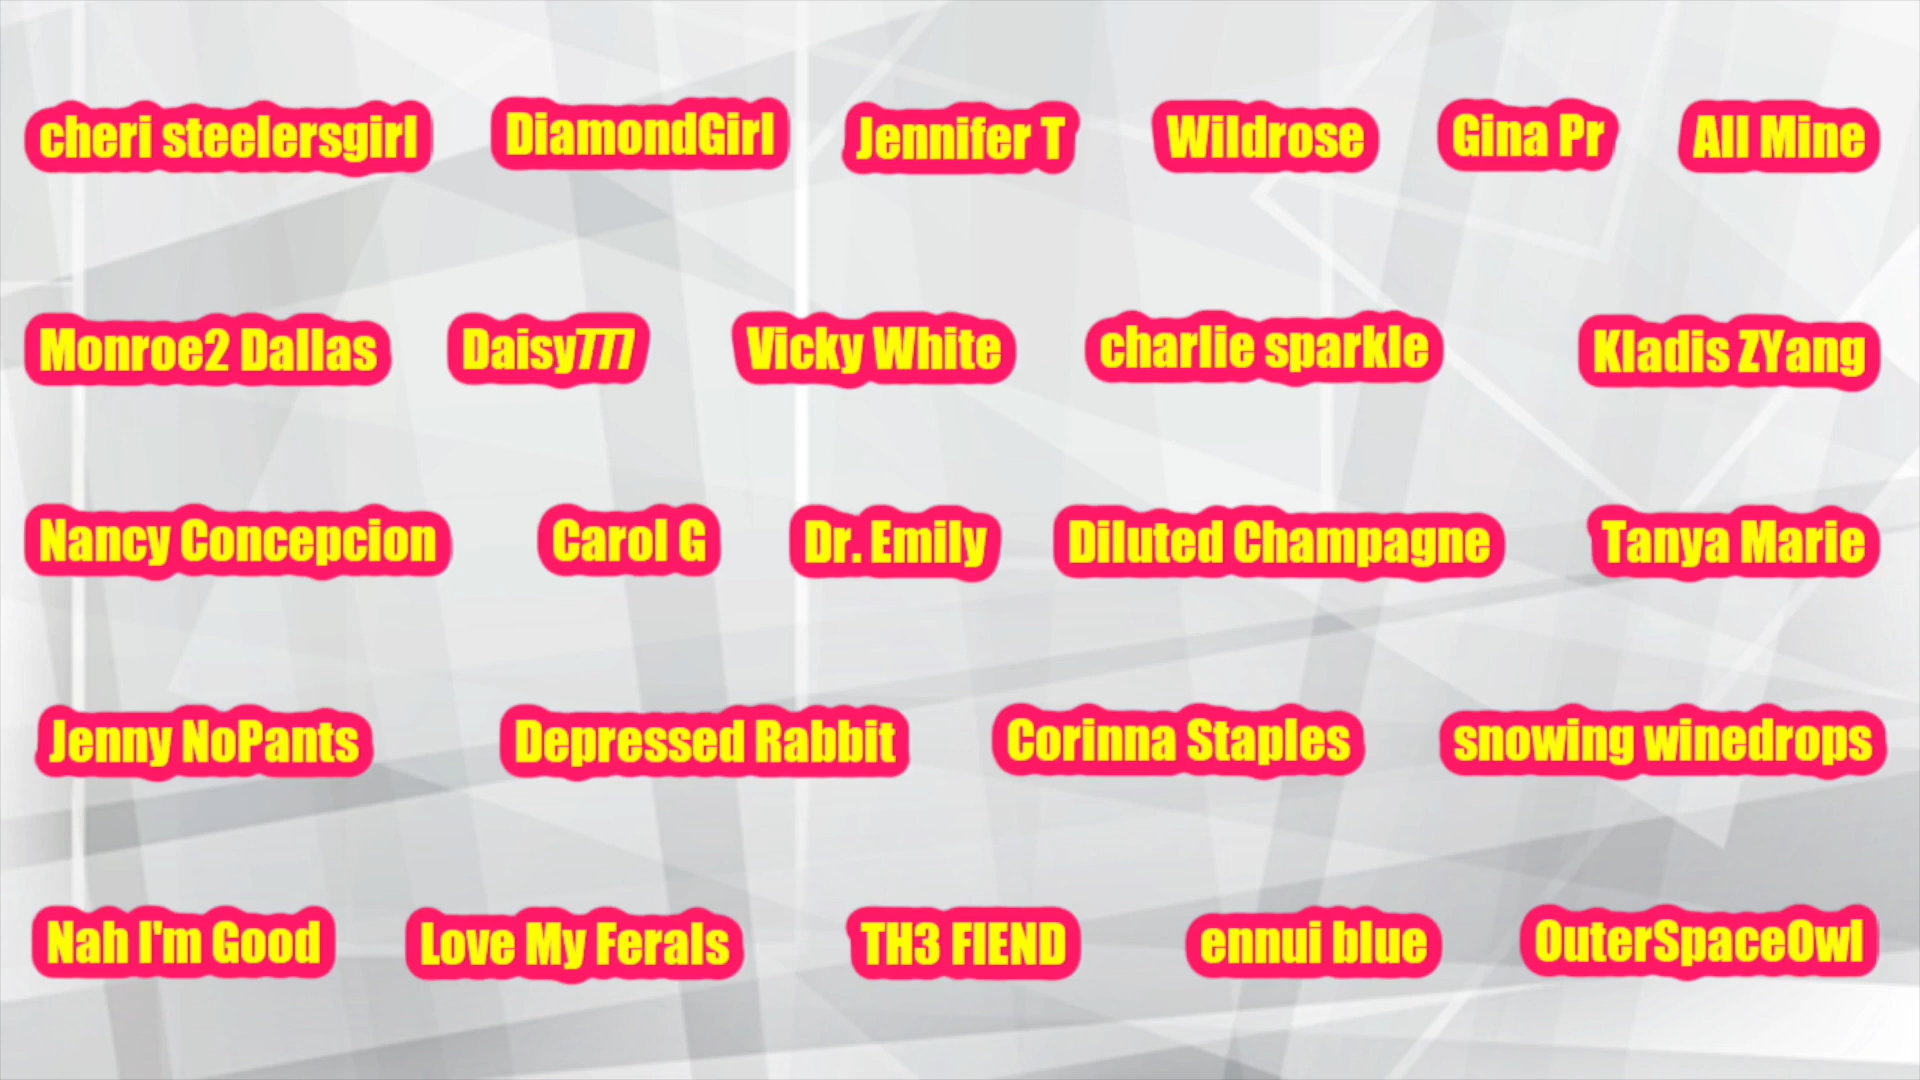 cheri steelersgirl DiamondGirl Jennifer T Wildrose Gina Pr All Mine
Monroe2 Dallas Daisy777 Vicky White charlie sparkle Kladis ZYang
Nancy Concepcion Carol G Dr. Emily Diluted Champagne Tanya Marie
Jenny NoPants Depressed Rabbit Corinna Staples snowing winedrops
Nah I'm Good Love My Ferals TH3 FIEND ennui blue OuterSpaceOwl